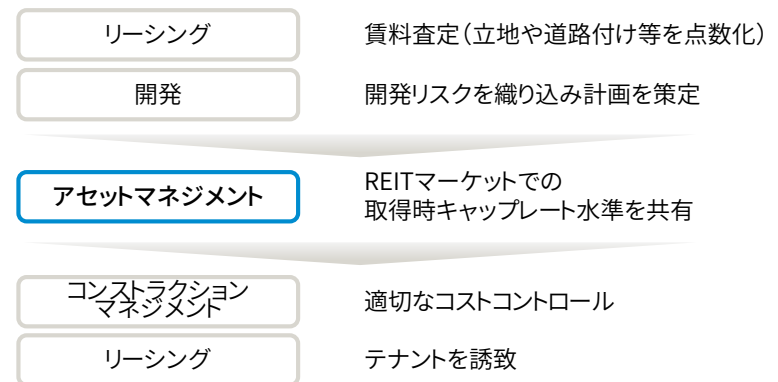 リーシング
賃料査定（立地や道路付け等を点数化）
開発
開発リスクを織り込み計画を策定
アセットマネジメント
REITマーケットでの
取得時キャップレート水準を共有
コンストラクション
マネジメント
適切なコストコントロール
リーシング
テナントを誘致